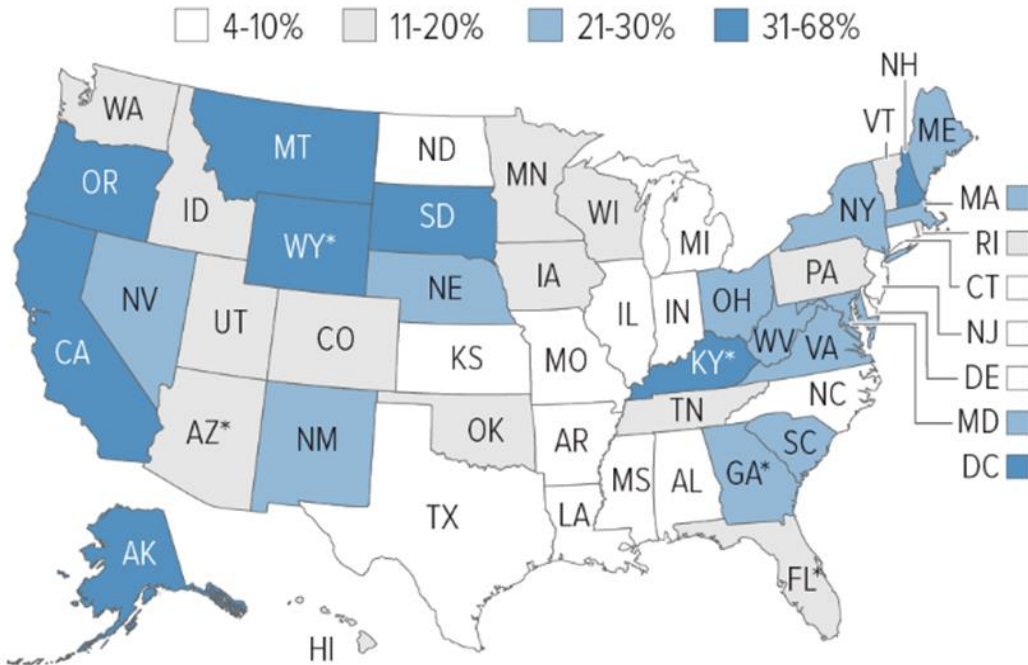 4-10% 11-20% 21-30% 31-68%
NH
WA
VT
ME
MT
ND
MN
OR
ID
SD
WI
NY
MA
WY*
MI
RI
IA
PA
NE
CT
NV
OH
IL
IN
UT
NJ
CO
WV
VA
CA
KS
MO
KY*
DE
NC
TN
MD
AZ*
NM
OK
AR
SC
DC
MS
AL
GA*
TX
LA
AK
FL*
HI